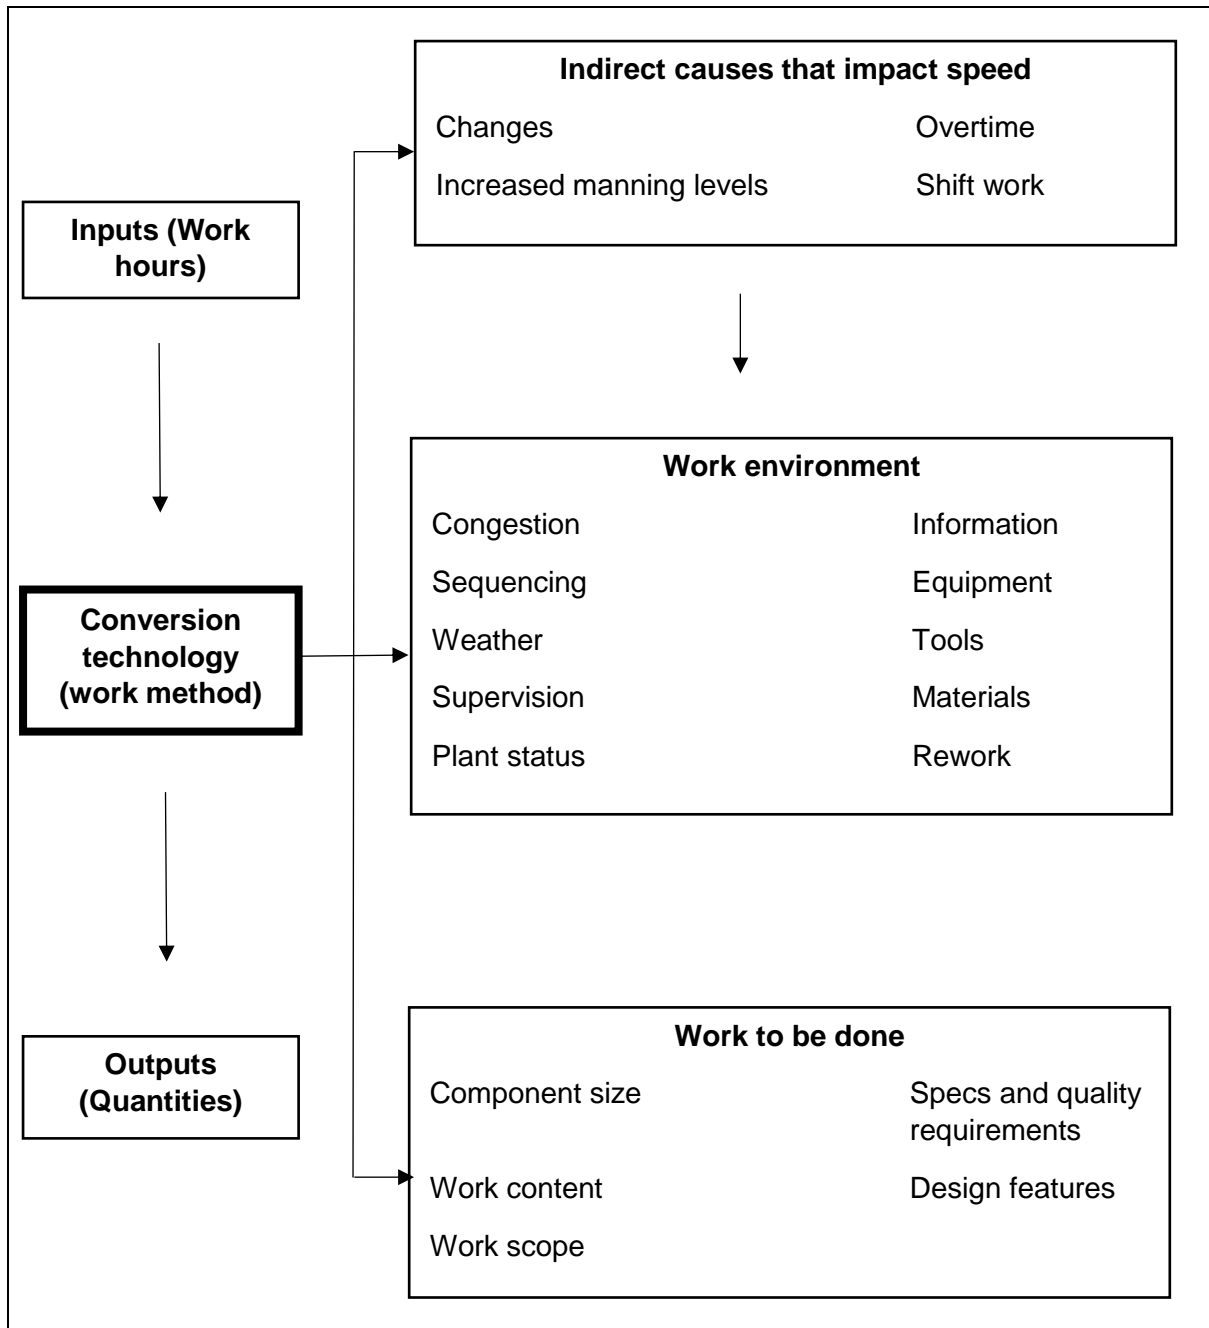 Indirect causes that impact speed
Changes
Overtime
Increased manning levels
Shift work
Inputs (Work
hours)
Work environment
Congestion
Information
Sequencing
Equipment
Weather
Tools
Supervision
Materials
Plant status
Rework
Conversion
technology
(work method)
Work to be done
Component size
Specs and quality
requirements
Work content
Design features
Work scope
Outputs
(Quantities)